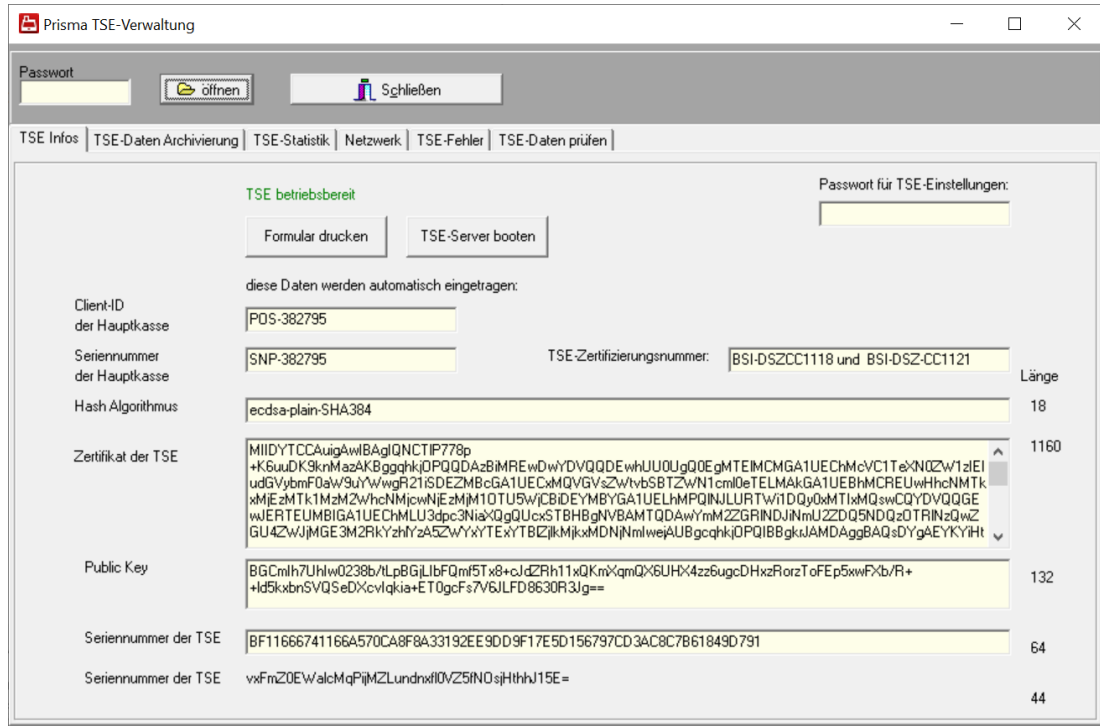 Prisma TSE-Verwaltung
Passwort
öffnen
Schließen
TSE Infos
TSE-Daten Archivierung
TSE-Statistik
Netzwerk
TSE-Fehler
TSE-Daten prüfen
TSE betriebsbereit
Passwort für TSE-Einstellungen:
Formular drucken
TSE-Server booten
diese Daten werden automatisch eingetragen:
Client-ID
der Hauptkasse
POS-382795
Seriennummer
der Hauptkasse
SNP-382795
TSE-Zertifizierungsnummer:
BSI-DSZCC1118 und BSI-DSZ-CC1121
Länge
Hash Algorithmus
ecdsa-plain-SHA384
18
Zertifikat der TSE
1160
Public Key
132
Seriennummer der TSE
BF11666741166A570CA8F8A33192EE9DD9F17E5D156797CD3AC8C7B61849D791
64
Seriennummer der TSE
44